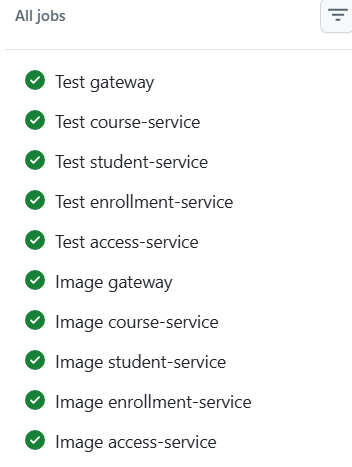 All jobs
Test gateway
Test course-service
Test student-service
Test enrollment-service
Test access-service
Image gateway
Image course-service
Image student-service
Image enrollment-service
Image access-service